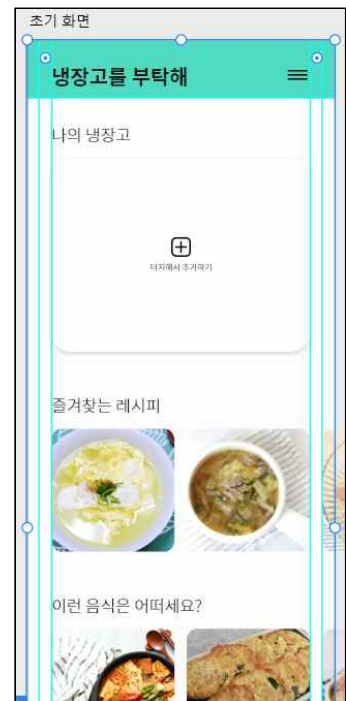 초기 화면
냉장고를 부탁해
나의 냉장고
터치해서 추가하기
즐겨찾는 레시피
이런 음식은 어떠세요?